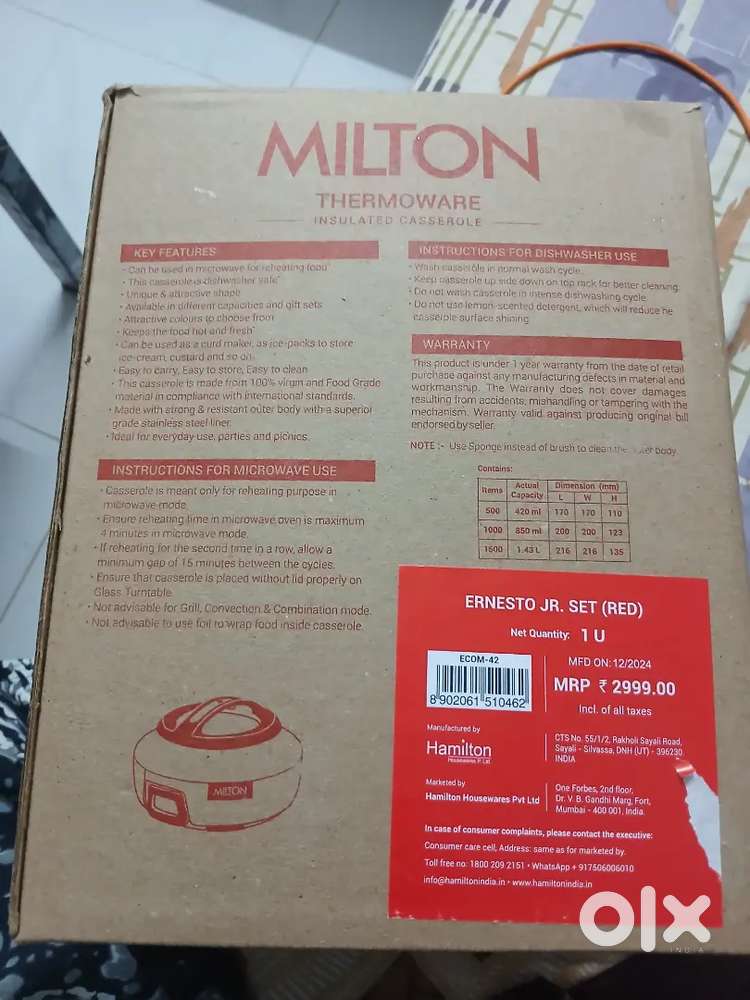 MILTON
THERMOWARE
INSULATED CASSEROLE
KEY FEATURES
• Can be used in microwave for reheating food*
• This casserole is dishwasher safe*
• Unique & attractive shape
• Available in different capacities and gift sets
• Attractive colours to choose from
• Keeps the food hot and fresh*
• Can be used as a curd maker, as ice-packs to store
ice-cream, custard and so on.
• Easy to carry, Easy to store, Easy to clean
• This casserole is made from 100% virgin and Food Grade
material in compliance with international standards.
• Made with strong & resistant outer body with a superior
grade stainless steel liner.
• Ideal for everyday use, parties and picnics.
INSTRUCTIONS FOR MICROWAVE USE
• Casserole is meant only for reheating purpose in
microwave mode.
• Ensure reheating time in microwave oven is maximum
4 minutes in microwave mode.
• If reheating for the second time in a row, allow a
minimum gap of 15 minutes between the cycles.
• Ensure that casserole is placed without lid properly on
Glass Turntable.
• Not advisable for Grill, Convection & Combination mode.
• Not advisable to use foil to wrap food inside casserole.
MILTON
INSTRUCTIONS FOR DISHWASHER USE
• Wash casserole in normal wash cycle.
• Keep casserole up side down on top rack for better cleaning.
• Do not wash casserole in intense dishwashing cycle.
• Do not use lemon-scented detergent, which will reduce he
casserole surface shining.
WARRANTY
This product is under 1 year warranty from the date of retail
purchase against any manufacturing defects in material and
workmanship. The Warranty does not cover damages
resulting from accidents, mishandling or tampering with the
mechanism. Warranty valid against producing original bill
endorsed by seller.
NOTE :- Use Sponge instead of brush to clean the outer body.
Contains:
Items Actual Capacity Dimension (mm)
L W H
500 420 ml 170 170 110
1000 850 ml 200 200 123
1500 1.43 L 216 216 135
ERNESTO JR. SET (RED)
Net Quantity: 1 U
ECOM-42
8 902061 510462
MFD ON: 12/2024
MRP ₹ 2999.00
Incl. of all taxes
Manufactured by
Hamilton
Housewares P. Ltd.
CTS No. 55/1/2, Rakholi Sayali Road,
Sayali - Silvassa, DNH (UT) - 396230.
INDIA
Marketed by
Hamilton Housewares Pvt Ltd
One Forbes, 2nd floor,
Dr. V. B. Gandhi Marg, Fort,
Mumbai - 400 001. India.
In case of consumer complaints, please contact the executive:
Consumer care cell, Address: same as for marketed by.
Toll free no: 1800 209 2151 • WhatsApp + 917506006010
info@hamiltonindia.in • www.hamiltonindia.in
olx
INDIA